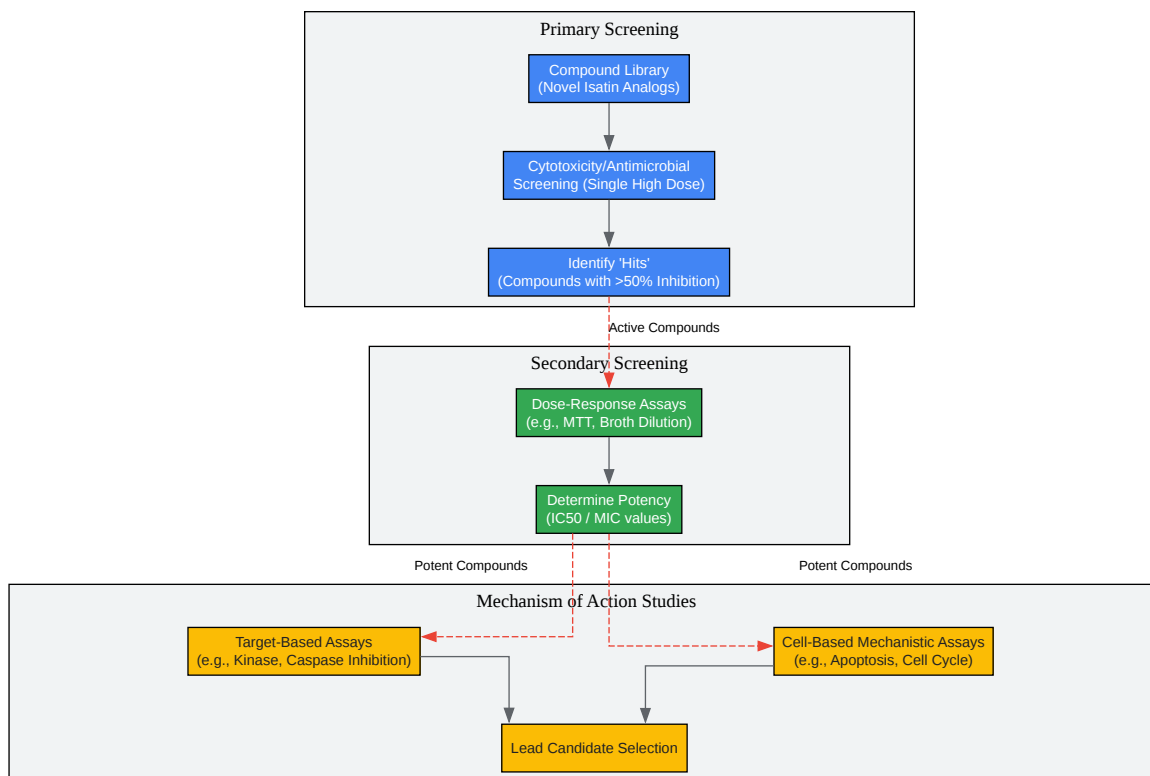 Primary Screening
Compound Library
(Novel Isatin Analogs)
Cytotoxicity/Antimicrobial
Screening (Single High Dose)
Identify 'Hits'
(Compounds with >50% Inhibition)
Active Compounds
Secondary Screening
Dose-Response Assays
(e.g., MTT, Broth Dilution)
Determine Potency
(IC50 / MIC values)
Potent Compounds
Potent Compounds
Mechanism of Action Studies
Target-Based Assays
(e.g., Kinase, Caspase Inhibition)
Cell-Based Mechanistic Assays
(e.g., Apoptosis, Cell Cycle)
Lead Candidate Selection